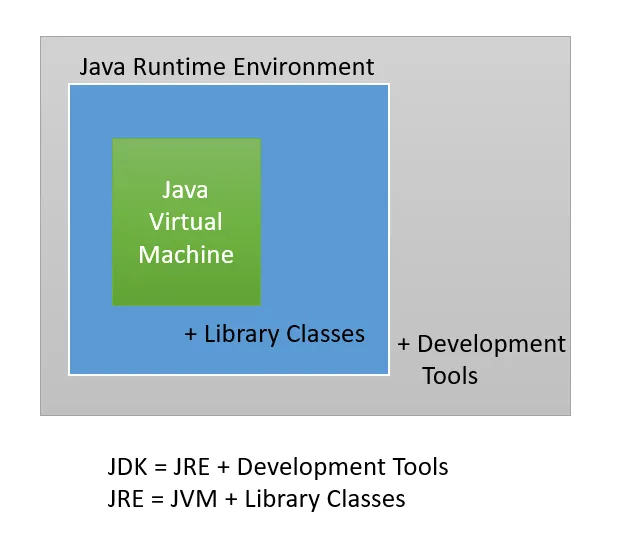 Java Runtime Environment
Java
Virtual
Machine
+ Library Classes
+ Development
Tools
JDK = JRE + Development Tools
JRE = JVM + Library Classes